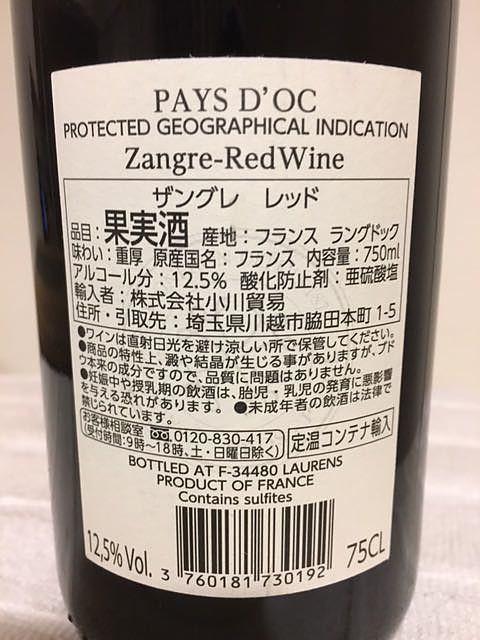 PAYS D'OC
PROTECTED GEOGRAPHICAL INDICATION
Zangre-RedWine
ザングレ レッド
品目：果実酒 産地：フランス ラングドック
味わい：重厚 原産国名：フランス 内容量：750ml
アルコール分：12.5% 酸化防止剤：亜硫酸塩
輸入者：株式会社小川貿易
住所・引取先：埼玉県川越市脇田本町1-5
●ワインは直射日光を避け涼しい所で保管してください。
●商品の特性上、澱や結晶が生じる事がありますが、ブド
ウ本来の成分ですので、品質に問題はありません。
●妊娠中や授乳期の飲酒は、胎児・乳児の発育に悪影響
を与える恐れがあります。 ●未成年者の飲酒は法律で
禁じられています。
お客様相談室 0120-830-417
(受付時間:9時～18時、土・日曜日除く)
定温コンテナ輸入
BOTTLED AT F-34480 LAURENS
PRODUCT OF FRANCE
Contains sulfites
12,5% Vol.
3 760181 730192
75CL